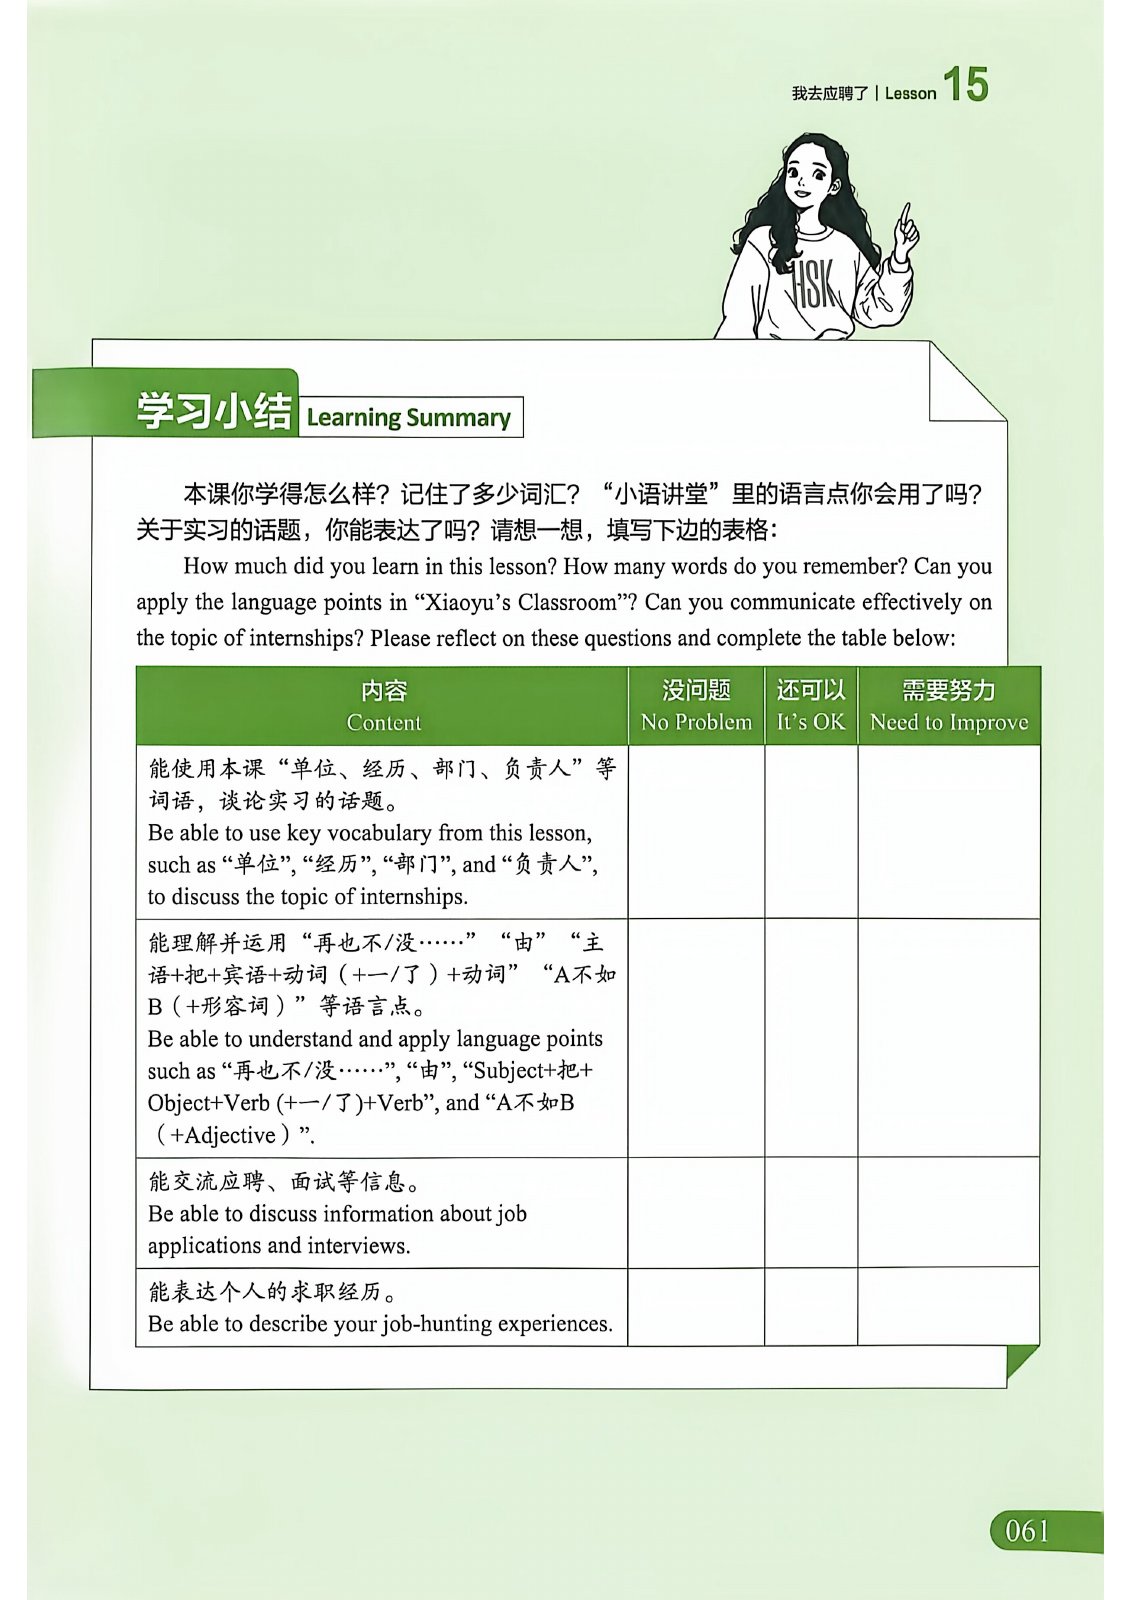 我去应聘了 | Lesson 15
HSK
学习小结 Learning Summary
本课你学得怎么样？记住了多少词汇？“小语讲堂”里的语言点你会用了吗？
关于实习的话题，你能表达了吗？请想一想，填写下边的表格：
How much did you learn in this lesson? How many words do you remember? Can you
apply the language points in “Xiaoyu’s Classroom”? Can you communicate effectively on
the topic of internships? Please reflect on these questions and complete the table below:
内容 没问题 还可以 需要努力
Content No Problem It’s OK Need to Improve
能使用本课“单位、经历、部门、负责人”等
词语，谈论实习的话题。
Be able to use key vocabulary from this lesson,
such as “单位”, “经历”, “部门”, and “负责人”,
to discuss the topic of internships.
能理解并运用“再也不/没……”“由”“主
语+把+宾语+动词（+一/了）+动词”“A不如
B（+形容词）”等语言点。
Be able to understand and apply language points
such as “再也不/没……”, “由”, “Subject+把+
Object+Verb (+一/了)+Verb”, and “A不如B
（+Adjective）”.
能交流应聘、面试等信息。
Be able to discuss information about job
applications and interviews.
能表达个人的求职经历。
Be able to describe your job-hunting experiences.
061